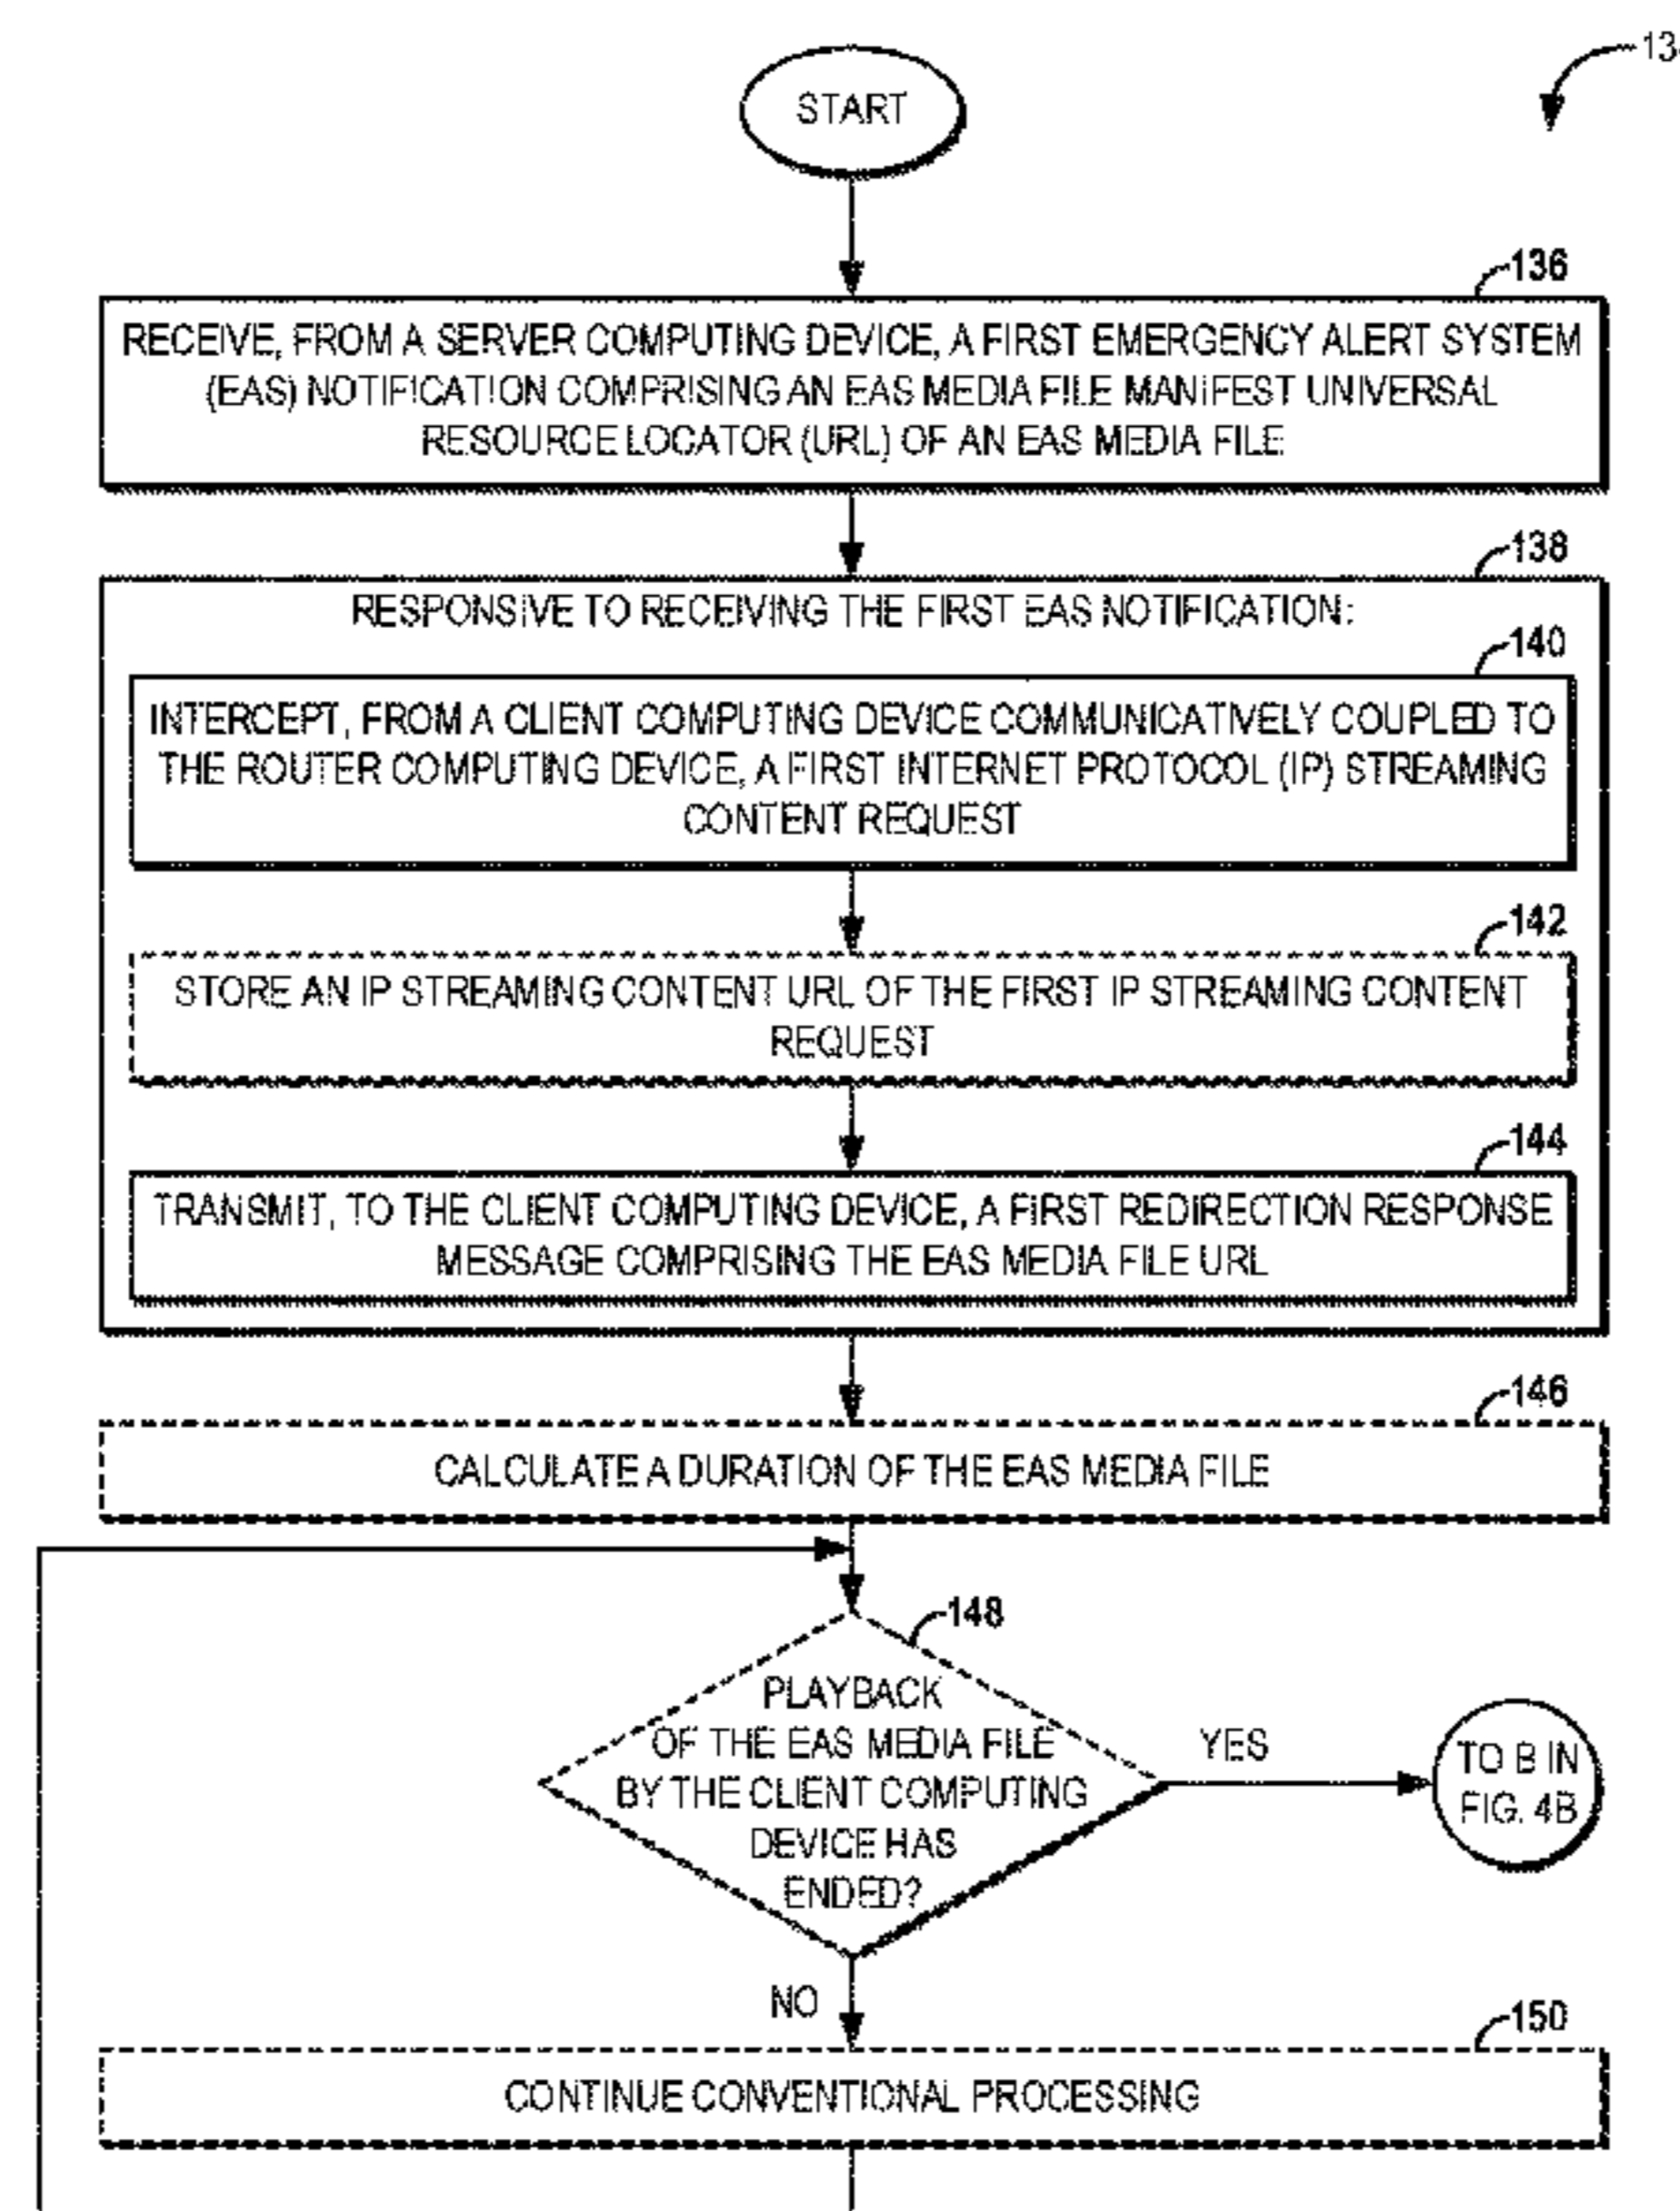 START
136
RECEIVE, FROM A SERVER COMPUTING DEVICE, A FIRST EMERGENCY ALERT SYSTEM
(EAS) NOTIFICATION COMPRISING AN EAS MEDIA FILE MANIFEST UNIVERSAL
RESOURCE LOCATOR (URL) OF AN EAS MEDIA FILE
138
RESPONSIVE TO RECEIVING THE FIRST EAS NOTIFICATION:
140
INTERCEPT, FROM A CLIENT COMPUTING DEVICE COMMUNICATIVELY COUPLED TO
THE ROUTER COMPUTING DEVICE, A FIRST INTERNET PROTOCOL (IP) STREAMING
CONTENT REQUEST
142
STORE AN IP STREAMING CONTENT URL OF THE FIRST IP STREAMING CONTENT
REQUEST
144
TRANSMIT, TO THE CLIENT COMPUTING DEVICE, A FIRST REDIRECTION RESPONSE
MESSAGE COMPRISING THE EAS MEDIA FILE URL
146
CALCULATE A DURATION OF THE EAS MEDIA FILE
148
PLAYBACK
OF THE EAS MEDIA FILE
BY THE CLIENT COMPUTING
DEVICE HAS
ENDED?
YES
TO B IN
FIG. 4B
NO
150
CONTINUE CONVENTIONAL PROCESSING